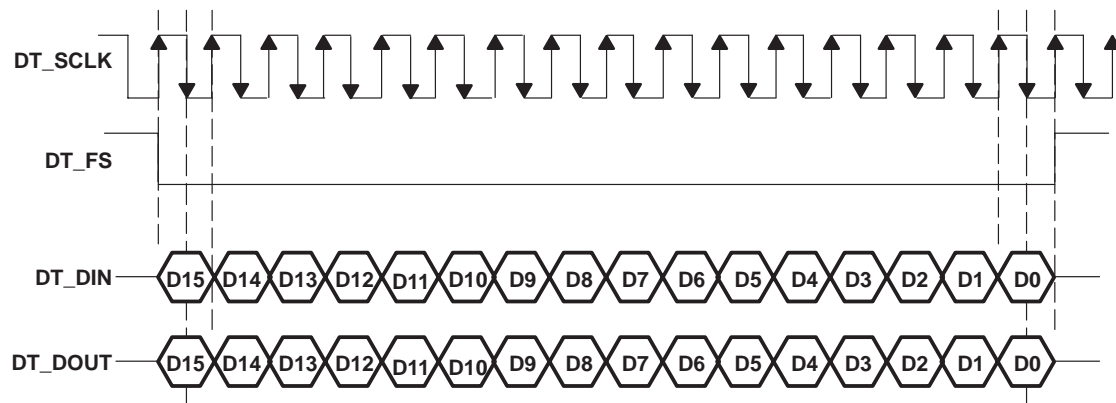 DT_SCLK
DT_FS
DT_DIN D15 D14 D13 D12 D11 D10 D9 D8 D7 D6 D5 D4 D3 D2 D1 D0
DT_DOUT D15 D14 D13 D12 D11 D10 D9 D8 D7 D6 D5 D4 D3 D2 D1 D0